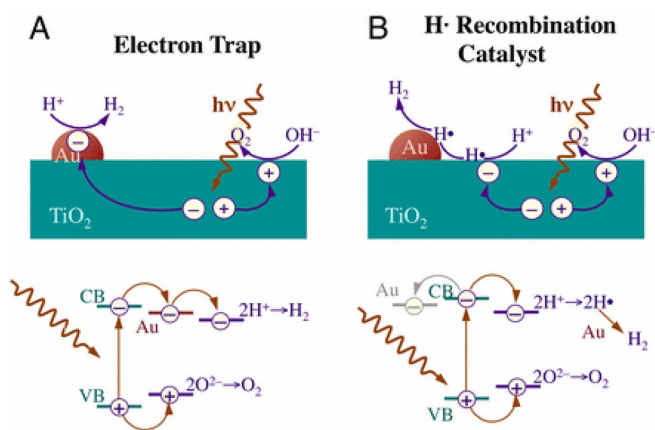 A
Electron Trap
H⁺
H₂
−
Au
hν
O₂
OH⁻
+
TiO₂
−
+
CB
−
Au
−
−
2H⁺→H₂
VB
+
+
2O²⁻→O₂
B
H· Recombination
Catalyst
H₂
H•
H•
H⁺
Au
hν
O₂
OH⁻
−
+
TiO₂
−
+
Au
−
CB
−
−
2H⁺→2H•
Au
H₂
VB
+
+
2O²⁻→O₂